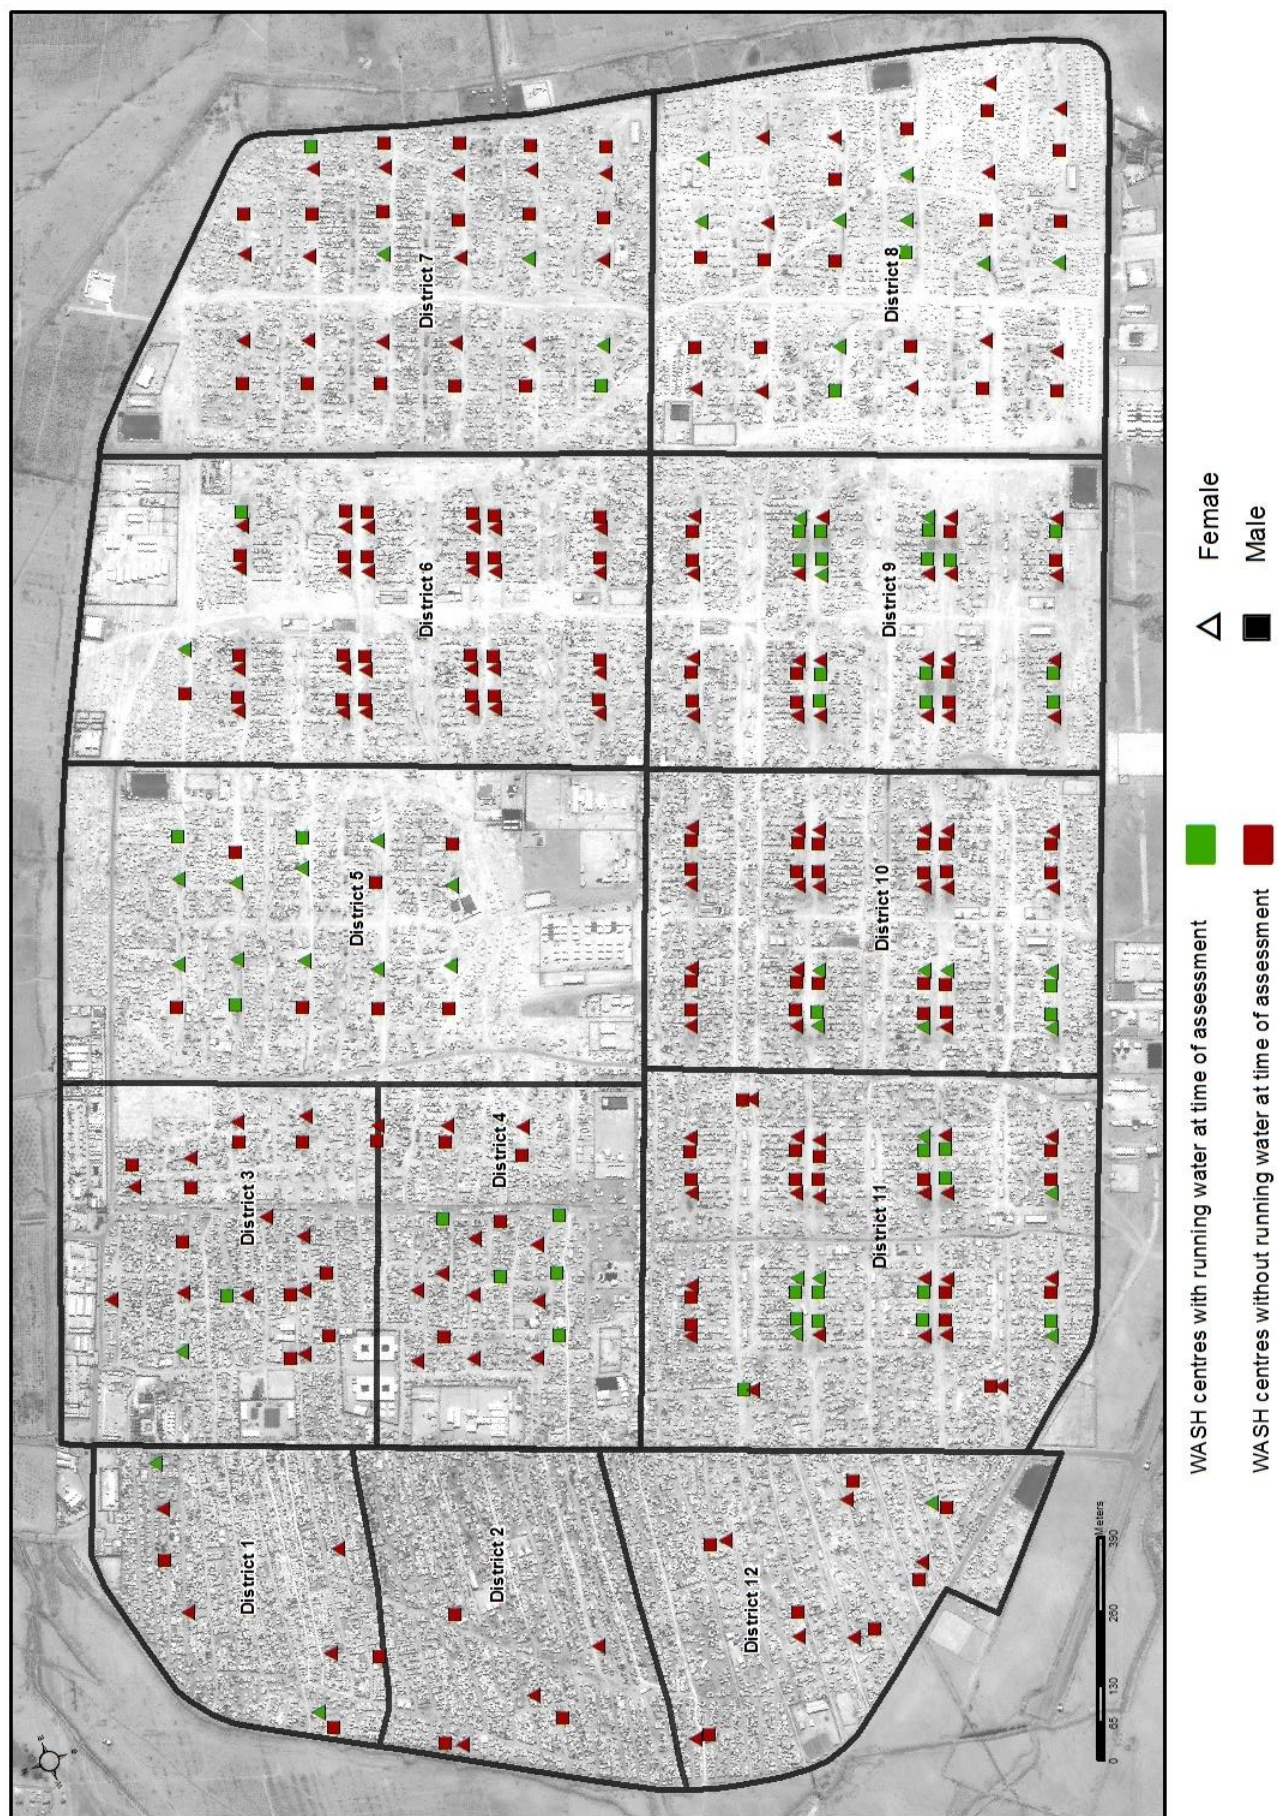 District 1
District 2
District 3
District 4
District 5
District 6
District 7
District 8
District 9
District 10
District 11
District 12
0 65 130 260 390
Meters
WASH centres with running water at time of assessment
WASH centres without running water at time of assessment
Female
Male